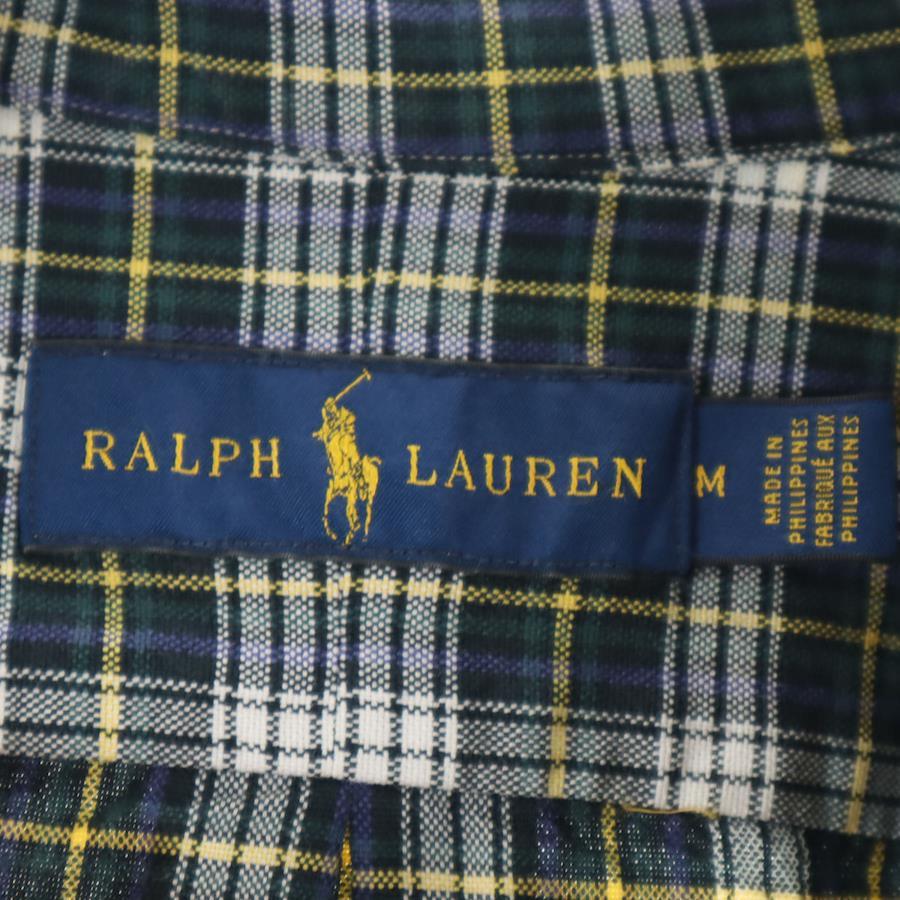 RALPH LAUREN
M
MADE IN
PHILIPPINES
FABRIQUÉ AUX
PHILIPPINES